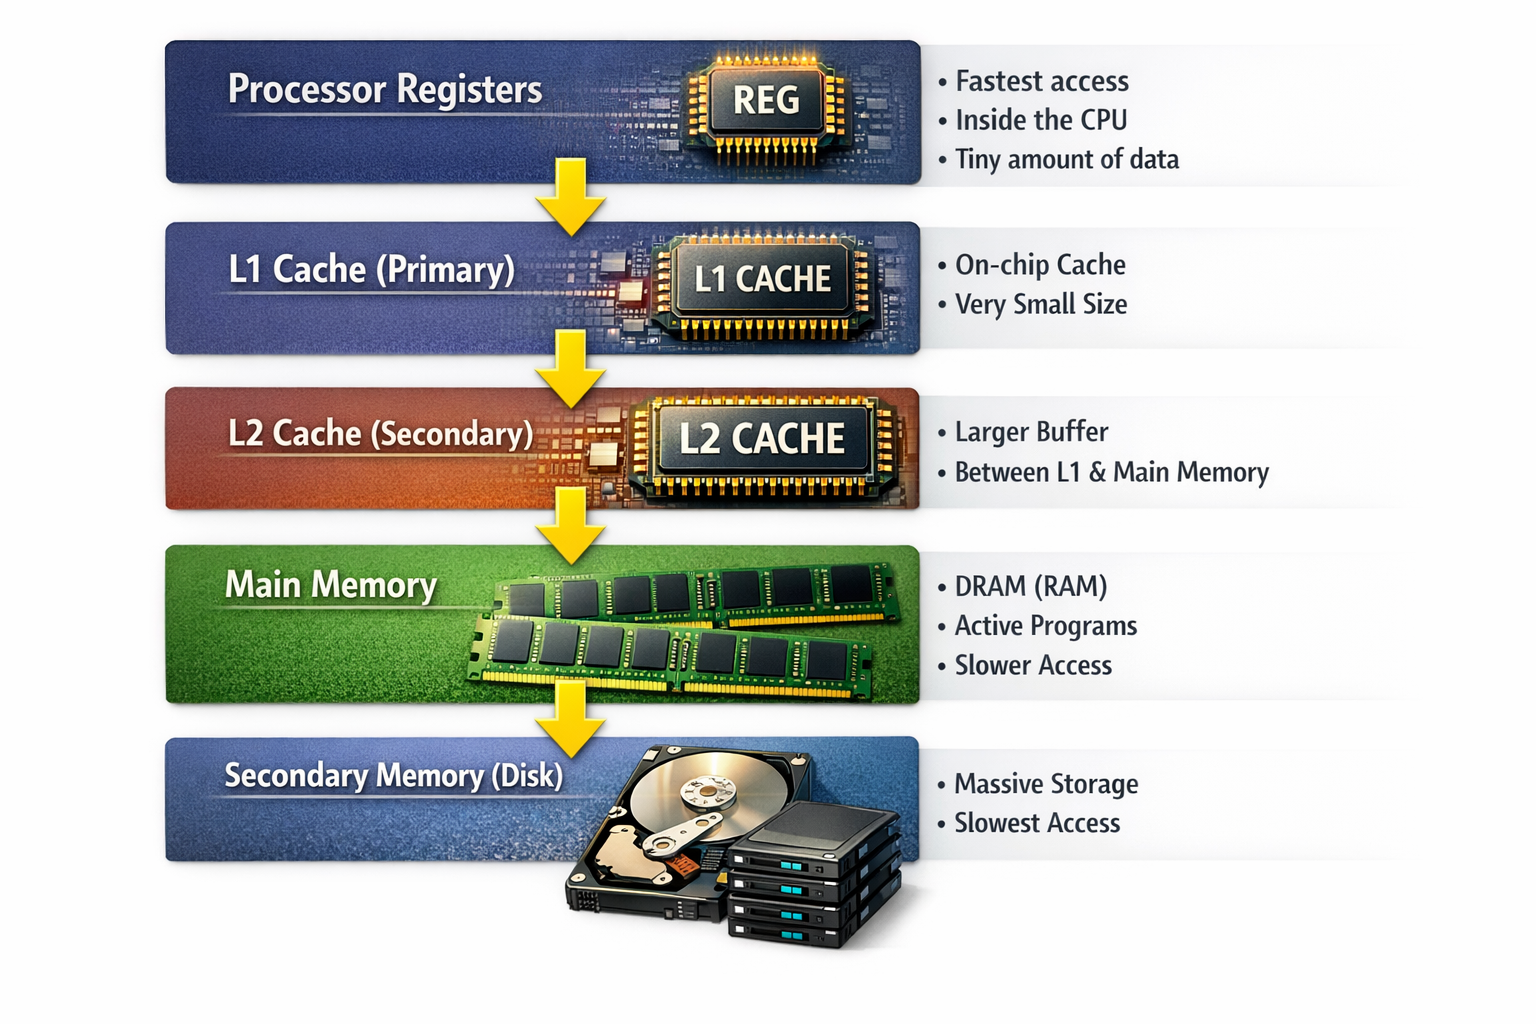 Processor Registers
REG
• Fastest access
• Inside the CPU
• Tiny amount of data
L1 Cache (Primary)
L1 CACHE
• On-chip Cache
• Very Small Size
L2 Cache (Secondary)
L2 CACHE
• Larger Buffer
• Between L1 & Main Memory
Main Memory
• DRAM (RAM)
• Active Programs
• Slower Access
Secondary Memory (Disk)
• Massive Storage
• Slowest Access